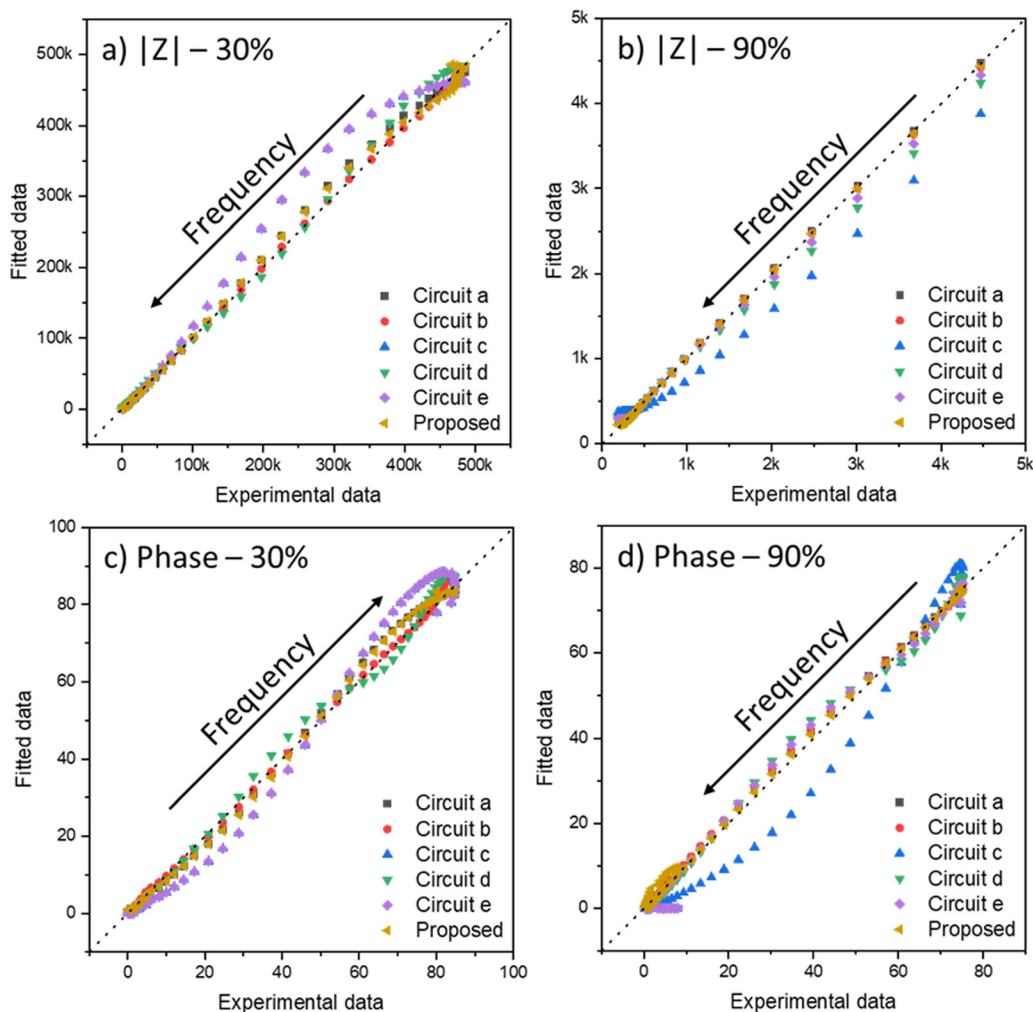 a) |Z| – 30%
500k
400k
300k
200k
100k
0
Fitted data
Frequency
Circuit a
Circuit b
Circuit c
Circuit d
Circuit e
Proposed
0 100k 200k 300k 400k 500k
Experimental data
b) |Z| – 90%
5k
4k
3k
2k
1k
0
Fitted data
Frequency
Circuit a
Circuit b
Circuit c
Circuit d
Circuit e
Proposed
0 1k 2k 3k 4k 5k
Experimental data
c) Phase – 30%
100
80
60
40
20
0
Fitted data
Frequency
Circuit a
Circuit b
Circuit c
Circuit d
Circuit e
Proposed
0 20 40 60 80 100
Experimental data
d) Phase – 90%
80
60
40
20
0
Fitted data
Frequency
Circuit a
Circuit b
Circuit c
Circuit d
Circuit e
Proposed
0 20 40 60 80
Experimental data